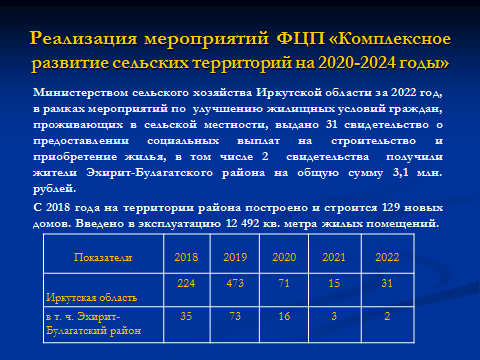 Реализация мероприятий ФЦП «Комплексное
развитие сельских территорий на 2020-2024 годы»
Министерством сельского хозяйства Иркутской области за 2022 год,
в рамках мероприятий по улучшению жилищных условий граждан,
проживающих в сельской местности, выдано 31 свидетельство о
предоставлении социальных выплат на строительство и
приобретение жилья, в том числе 2 свидетельства получили
жители Эхирит-Булагатского района на общую сумму 3,1 млн.
рублей.
С 2018 года на территории района построено и строится 129 новых
домов. Введено в эксплуатацию 12 492 кв. метра жилых помещений.
Показатели 2018 2019 2020 2021 2022
Иркутская область 224 473 71 15 31
в т. ч. Эхирит- 35 73 16 3 2
Булагатский район